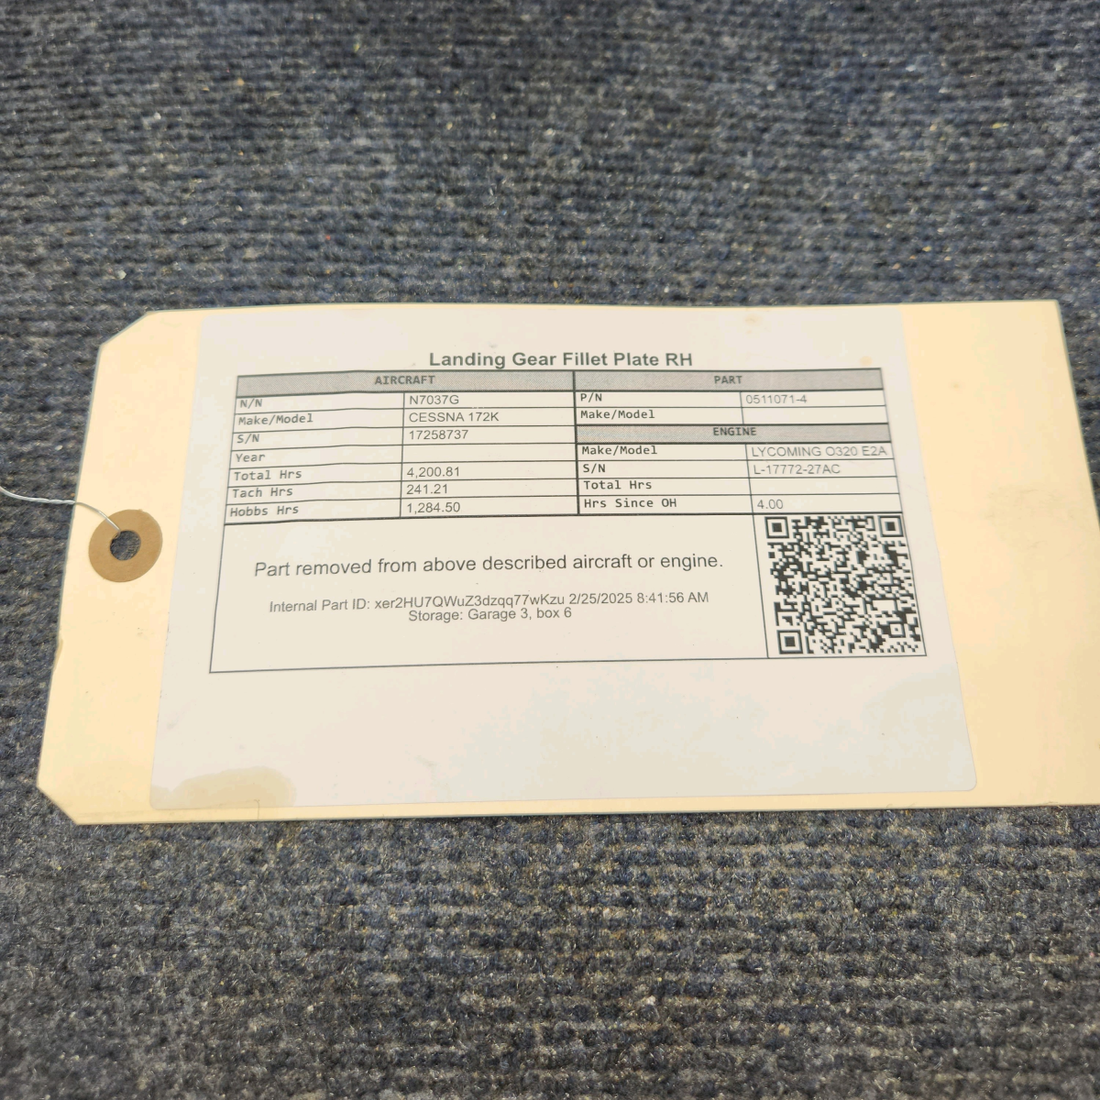 Landing Gear Fillet Plate RH
AIRCRAFT PART
N/N N7037G P/N 0511071-4
Make/Model CESSNA 172K Make/Model
S/N 17258737 ENGINE
Year Make/Model LYCOMING O320 E2A
Total Hrs 4,200.81 S/N L-17772-27AC
Tach Hrs 241.21 Total Hrs
Hobbs Hrs 1,284.50 Hrs Since OH 4.00
Part removed from above described aircraft or engine.
Internal Part ID: xer2HU7QWuZ3dzqq77wKzu 2/25/2025 8:41:56 AM
Storage: Garage 3, box 6